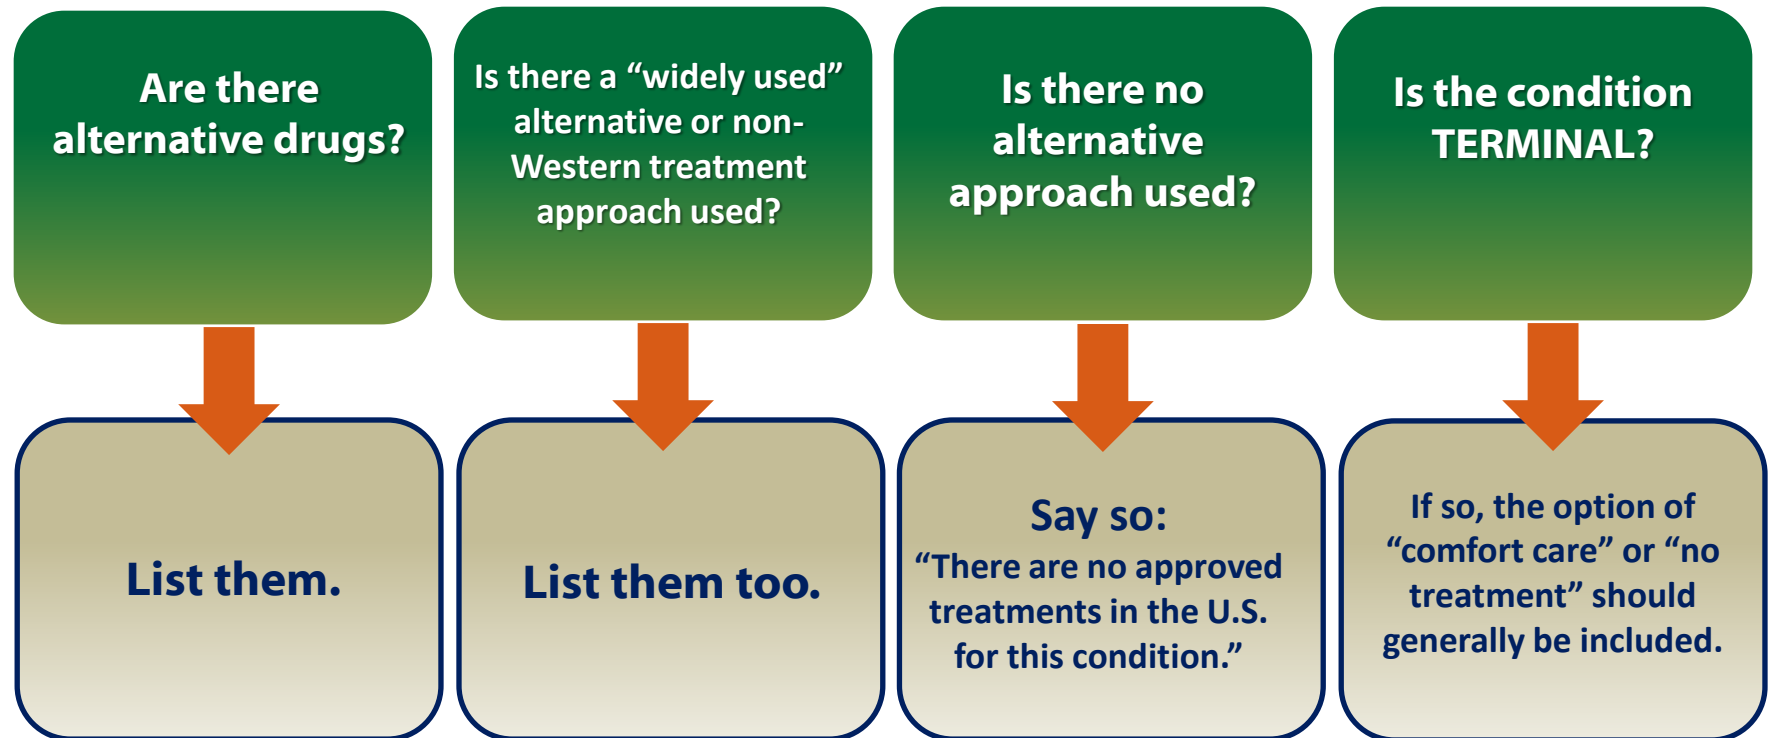 Are there
alternative drugs?
Is there a “widely used”
alternative or non-
Western treatment
approach used?
Is there no
alternative
approach used?
Is the condition
TERMINAL?
List them.
List them too.
Say so:
“There are no approved
treatments in the U.S.
for this condition.”
If so, the option of
“comfort care” or “no
treatment” should
generally be included.